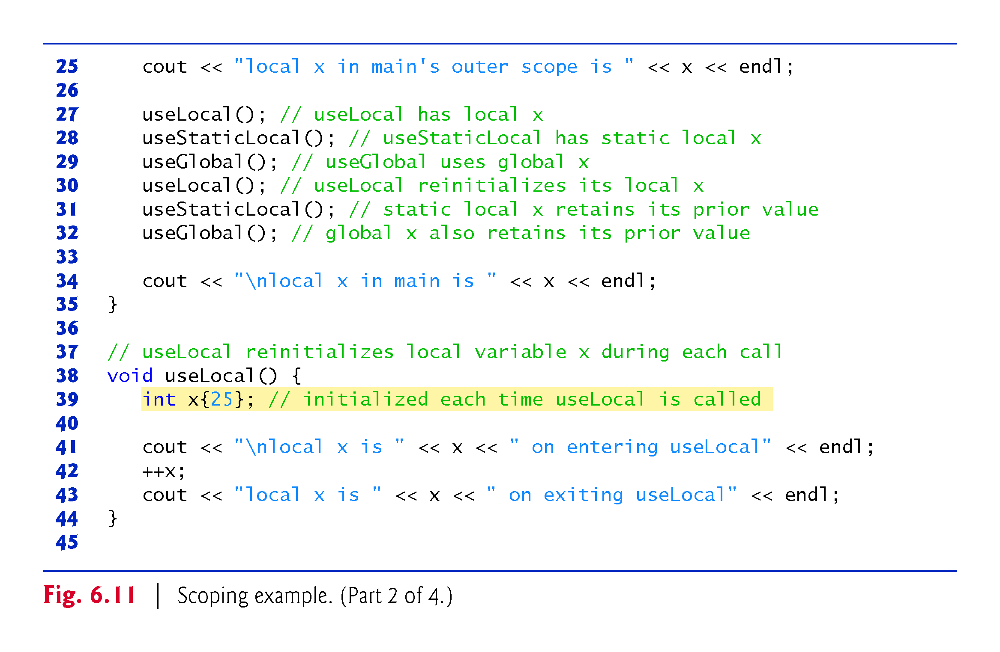 25 cout << "local x in main's outer scope is " << x << endl;
26
27 useLocal(); // useLocal has local x
28 useStaticLocal(); // useStaticLocal has static local x
29 useGlobal(); // useGlobal uses global x
30 useLocal(); // useLocal reinitializes its local x
31 useStaticLocal(); // static local x retains its prior value
32 useGlobal(); // global x also retains its prior value
33
34 cout << "\nlocal x in main is " << x << endl;
35 }
36
37 // useLocal reinitializes local variable x during each call
38 void useLocal() {
39 int x{25}; // initialized each time useLocal is called
40
41 cout << "\nlocal x is " << x << " on entering useLocal" << endl;
42 ++x;
43 cout << "local x is " << x << " on exiting useLocal" << endl;
44 }
45
Fig. 6.11 | Scoping example. (Part 2 of 4.)